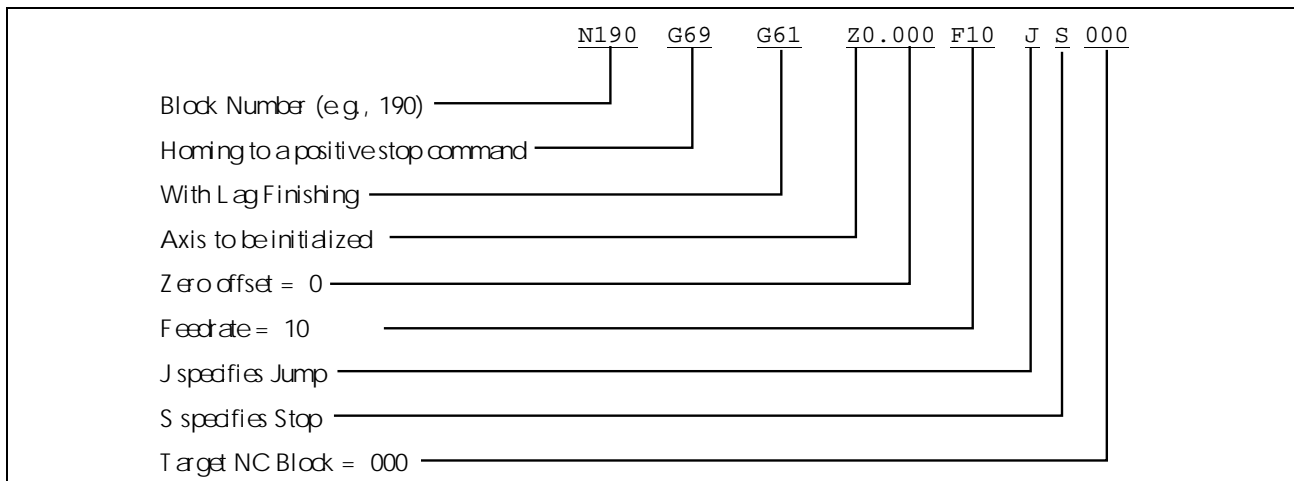 N190 G69 G61 Z0.000 F10 J S 000
Block Number (e.g., 190)
Homing to a positive stop command
With Lag Finishing
Axis to be initialized
Zero offset = 0
Feedrate = 10
J specifies Jump
S specifies Stop
Target NC Block = 000